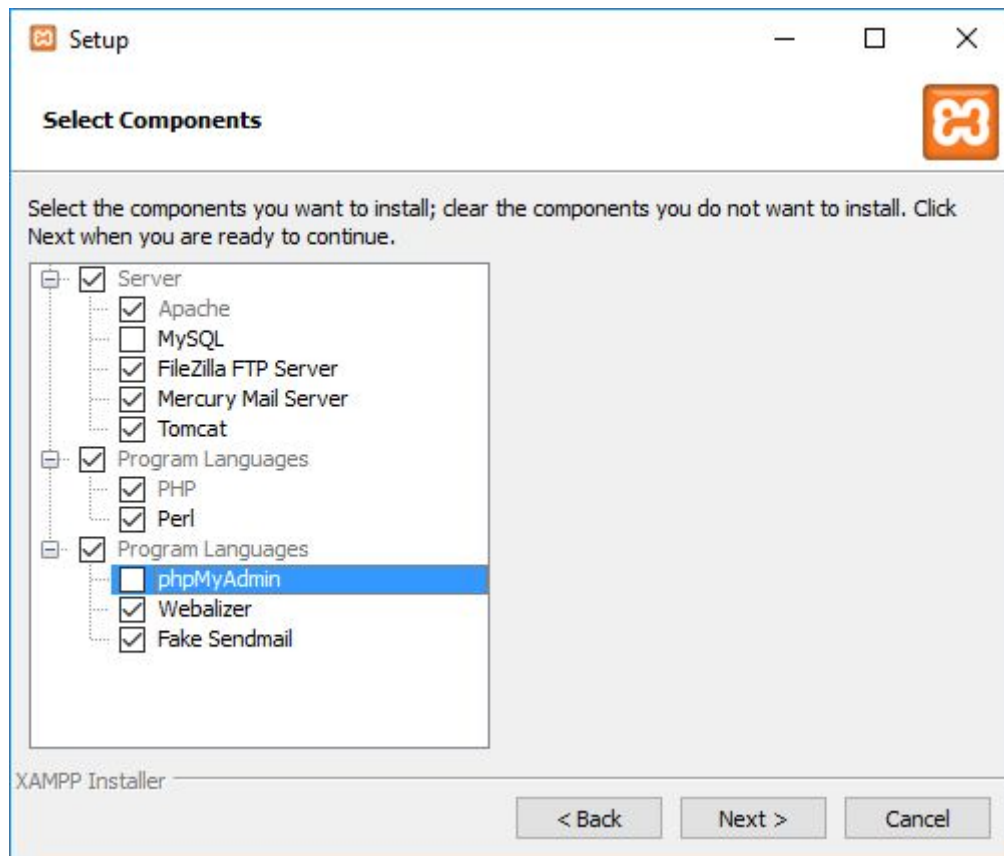 Setup
Select Components
Select the components you want to install; clear the components you do not want to install. Click
Next when you are ready to continue.
Server
Apache
MySQL
FileZilla FTP Server
Mercury Mail Server
Tomcat
Program Languages
PHP
Perl
Program Languages
phpMyAdmin
Webalizer
Fake Sendmail
XAMPP Installer
< Back
Next >
Cancel